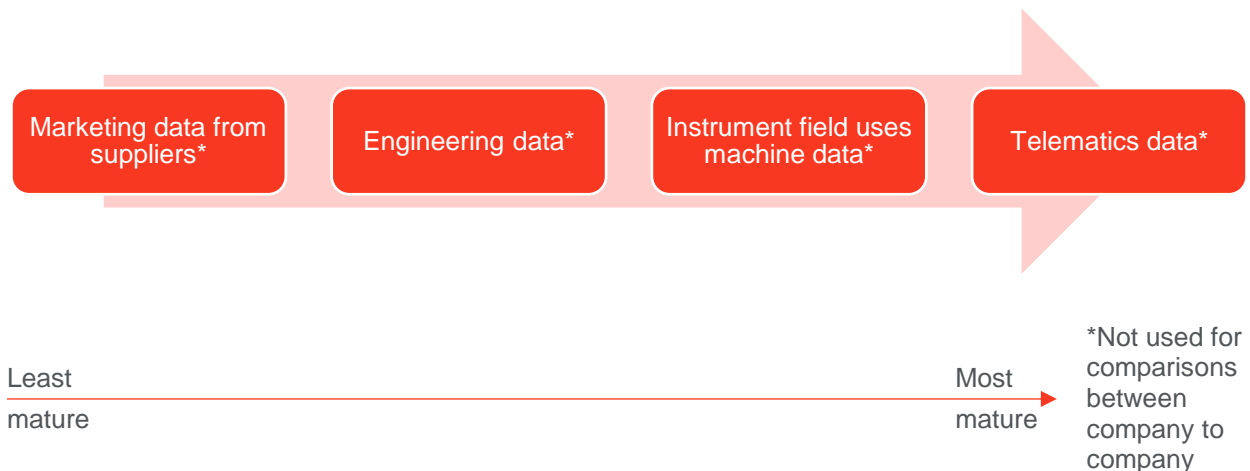 Marketing data from
suppliers*
Engineering data*
Instrument field uses
machine data*
Telematics data*
Least
mature
Most
mature
*Not used for
comparisons
between
company to
company